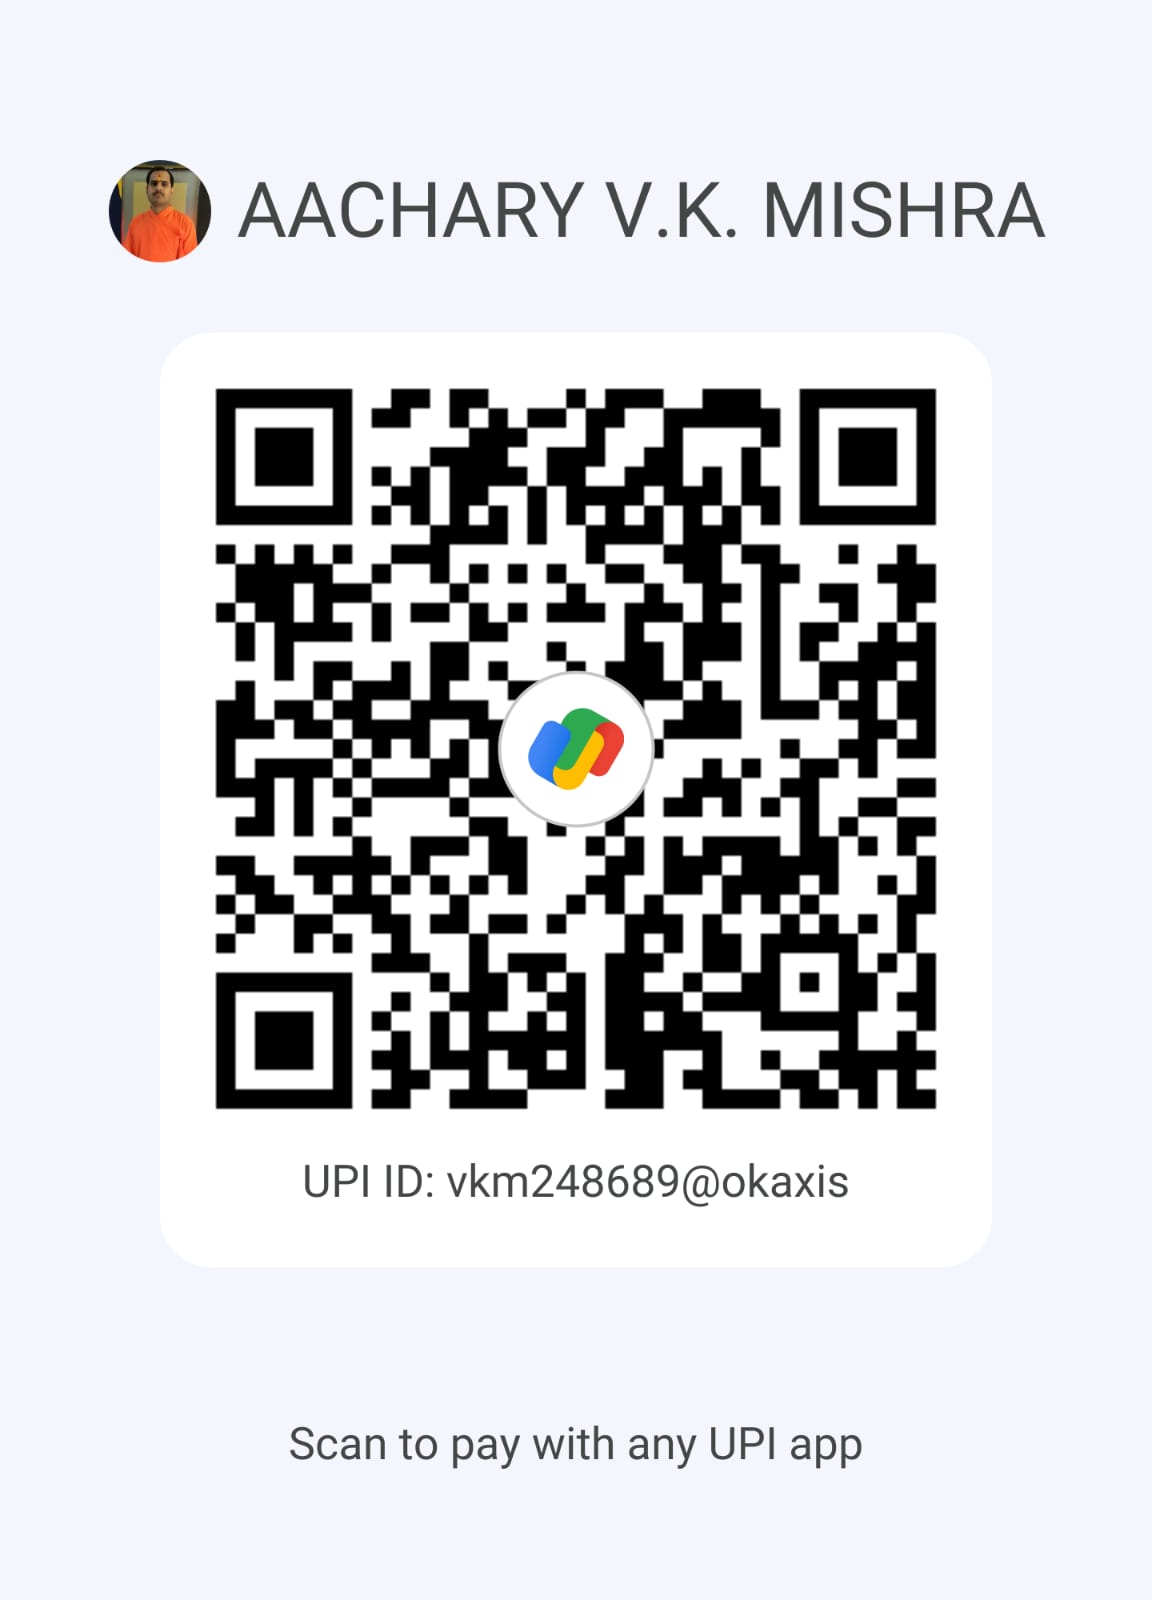 AACHARY V.K. MISHRA
UPI ID: vkm248689@okaxis
Scan to pay with any UPI app